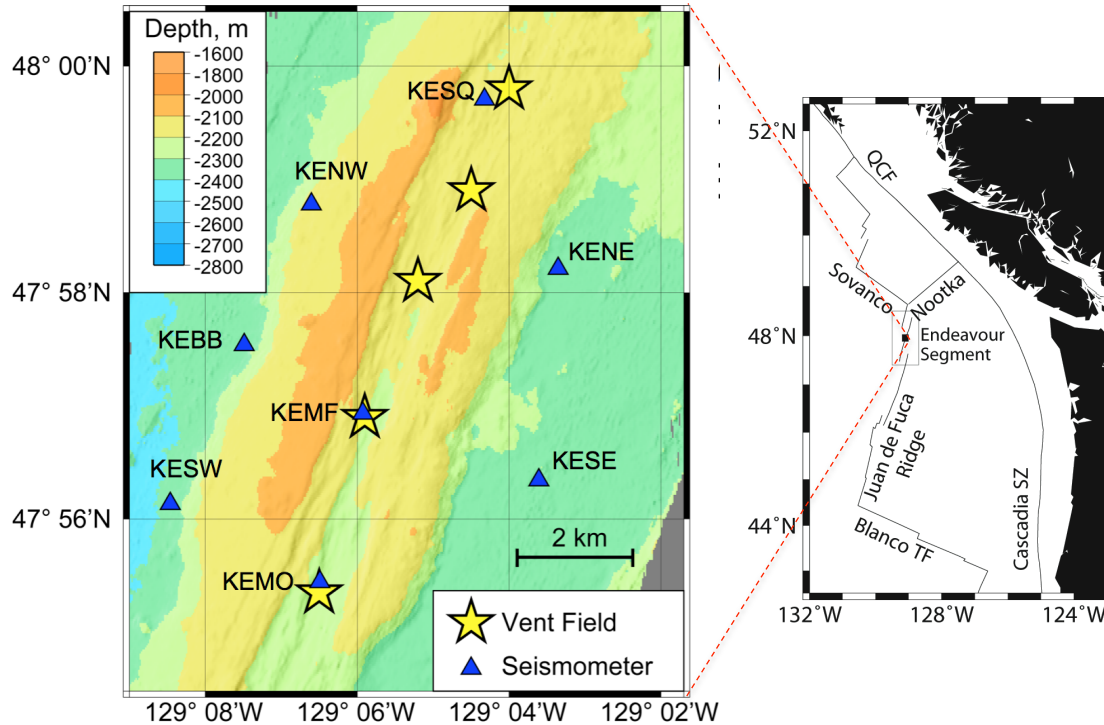 Depth, m
-1600
-1800
-2000
-2100
-2200
-2300
-2400
-2500
-2600
-2700
-2800
48° 00'N
47° 58'N
47° 56'N
KESQ
KENW
KENE
KEBB
KEMF
KESW
KESE
KEMO
2 km
Vent Field
Seismometer
129° 08'W
129° 06'W
129° 04'W
129° 02'W
52°N
48°N
44°N
QCF
Sovanco
Nootka
Endeavour
Segment
Juan de Fuca
Ridge
Cascadia SZ
Blanco TF
132°W
128°W
124°W